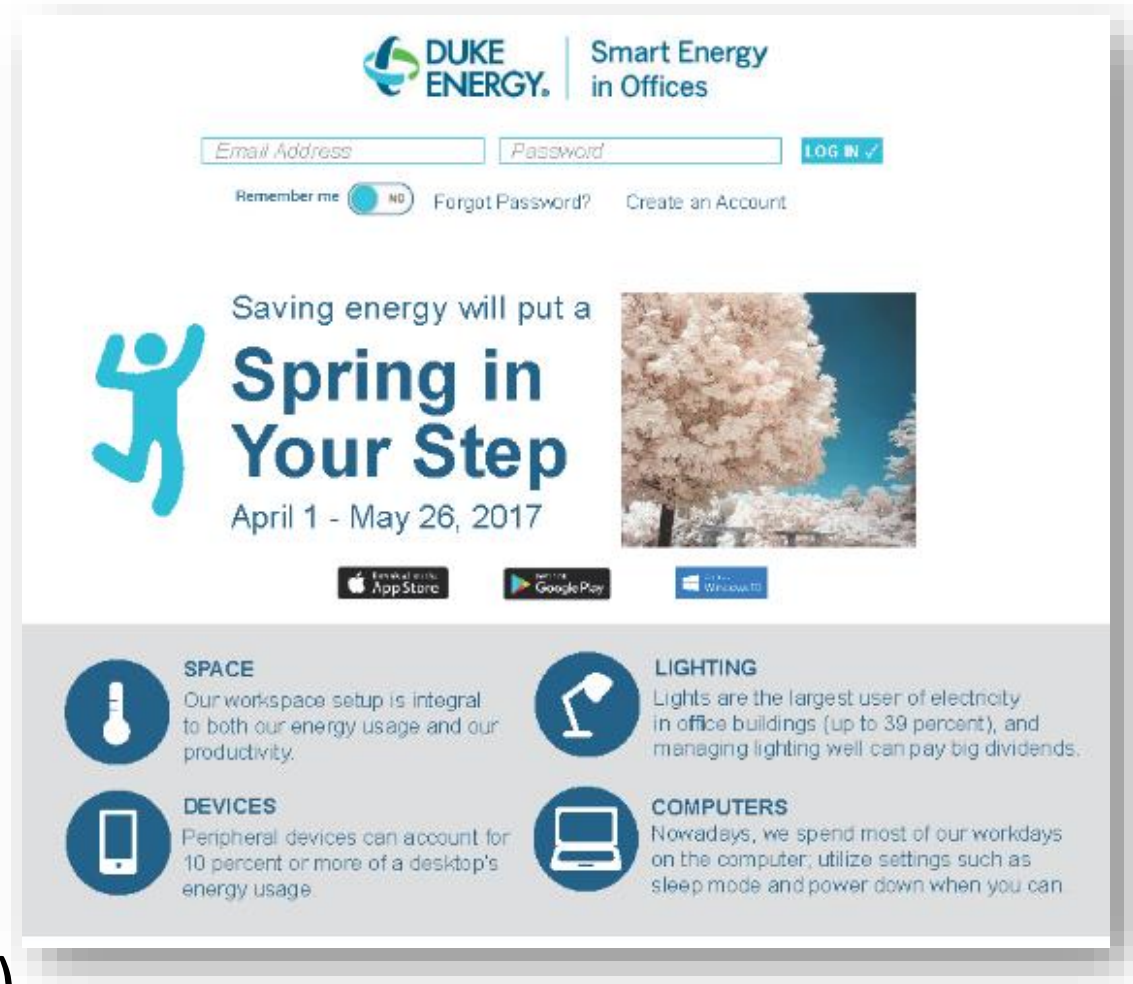 DUKE
ENERGY®
Smart Energy
in Offices
Email Address
Password
LOG IN ✓
Remember me
NO
Forgot Password?
Create an Account
Saving energy will put a
Spring in
Your Step
April 1 - May 26, 2017
App Store
Google Play
Windows 10
SPACE
Our workspace setup is integral
to both our energy usage and our
productivity.
LIGHTING
Lights are the largest user of electricity
in office buildings (up to 39 percent), and
managing lighting well can pay big dividends.
DEVICES
Peripheral devices can account for
10 percent or more of a desktop's
energy usage.
COMPUTERS
Nowadays, we spend most of our workdays
on the computer; utilize settings such as
sleep mode and power down when you can.
)